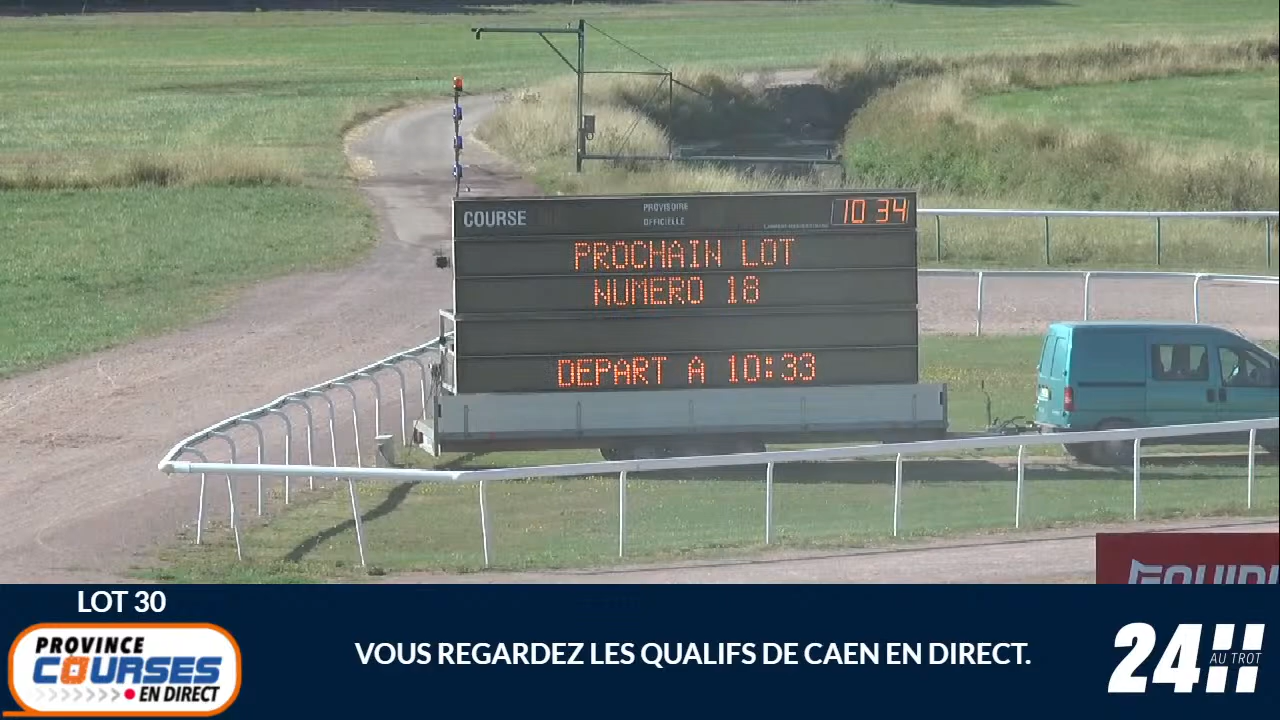 COURSE
PROVISOIRE
OFFICIELLE
10 34
PROCHAIN LOT
NUMERO 18
DEPART A 10:33
LOT 30
PROVINCE
COURSES
EN DIRECT
VOUS REGARDEZ LES QUALIFS DE CAEN EN DIRECT.
24H
AU TROT